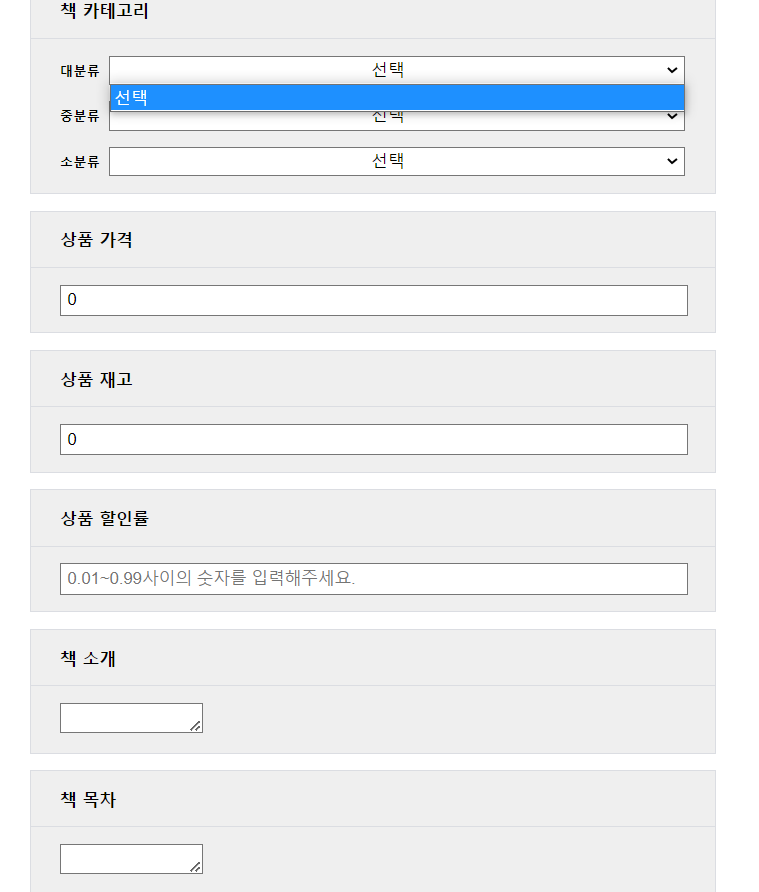 책 카테고리
대분류 선택
선택
중분류 선택
소분류 선택
상품 가격
0
상품 재고
0
상품 할인률
0.01~0.99사이의 숫자를 입력해주세요.
책 소개
책 목차